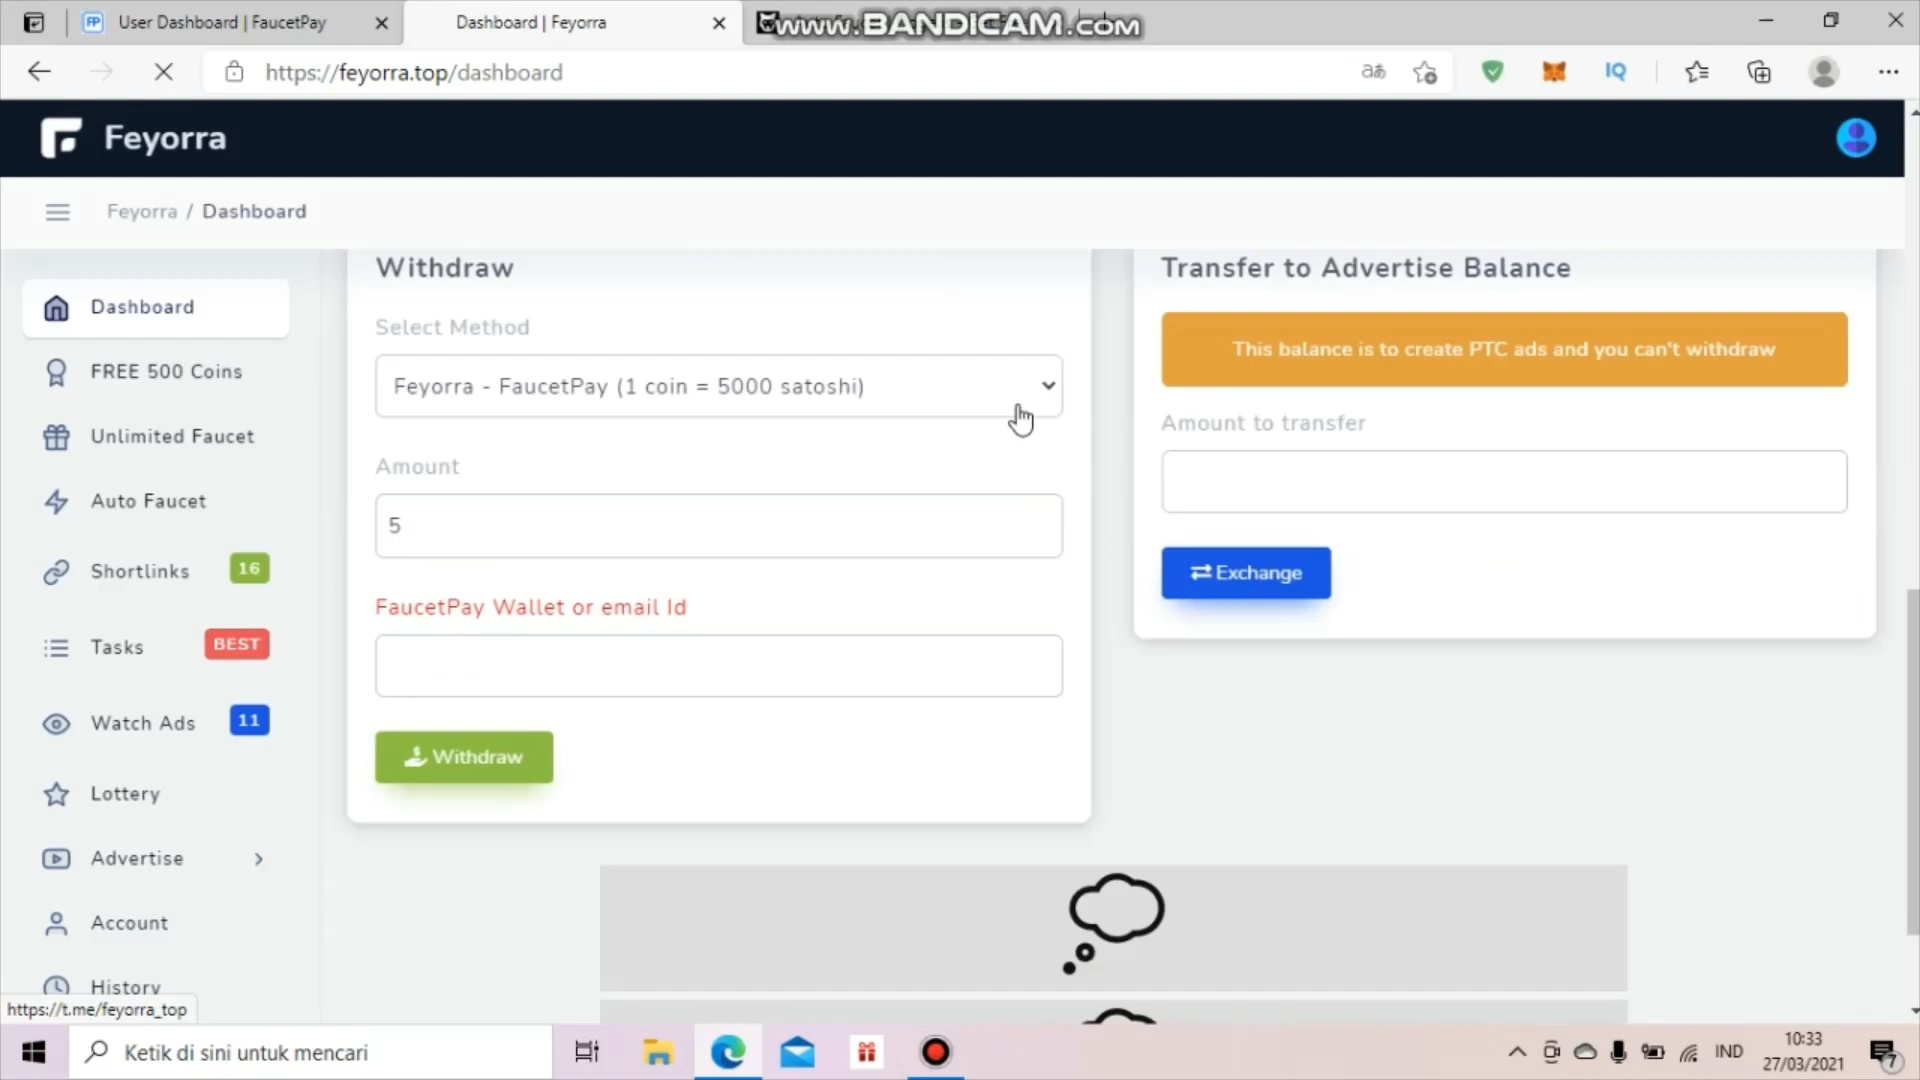 User Dashboard | FaucetPay
Dashboard | Feyorra
www.BANDICAM.com
https://feyorra.top/dashboard
Feyorra
Feyorra / Dashboard
Dashboard
FREE 500 Coins
Unlimited Faucet
Auto Faucet
Shortlinks 16
Tasks BEST
Watch Ads 11
Lottery
Advertise
Account
History
Withdraw
Select Method
Feyorra - FaucetPay (1 coin = 5000 satoshi)
Amount
5
FaucetPay Wallet or email Id
Withdraw
Transfer to Advertise Balance
This balance is to create PTC ads and you can't withdraw
Amount to transfer
Exchange
https://t.me/feyorra_top
Ketik di sini untuk mencari
IND
10:33
27/03/2021
7